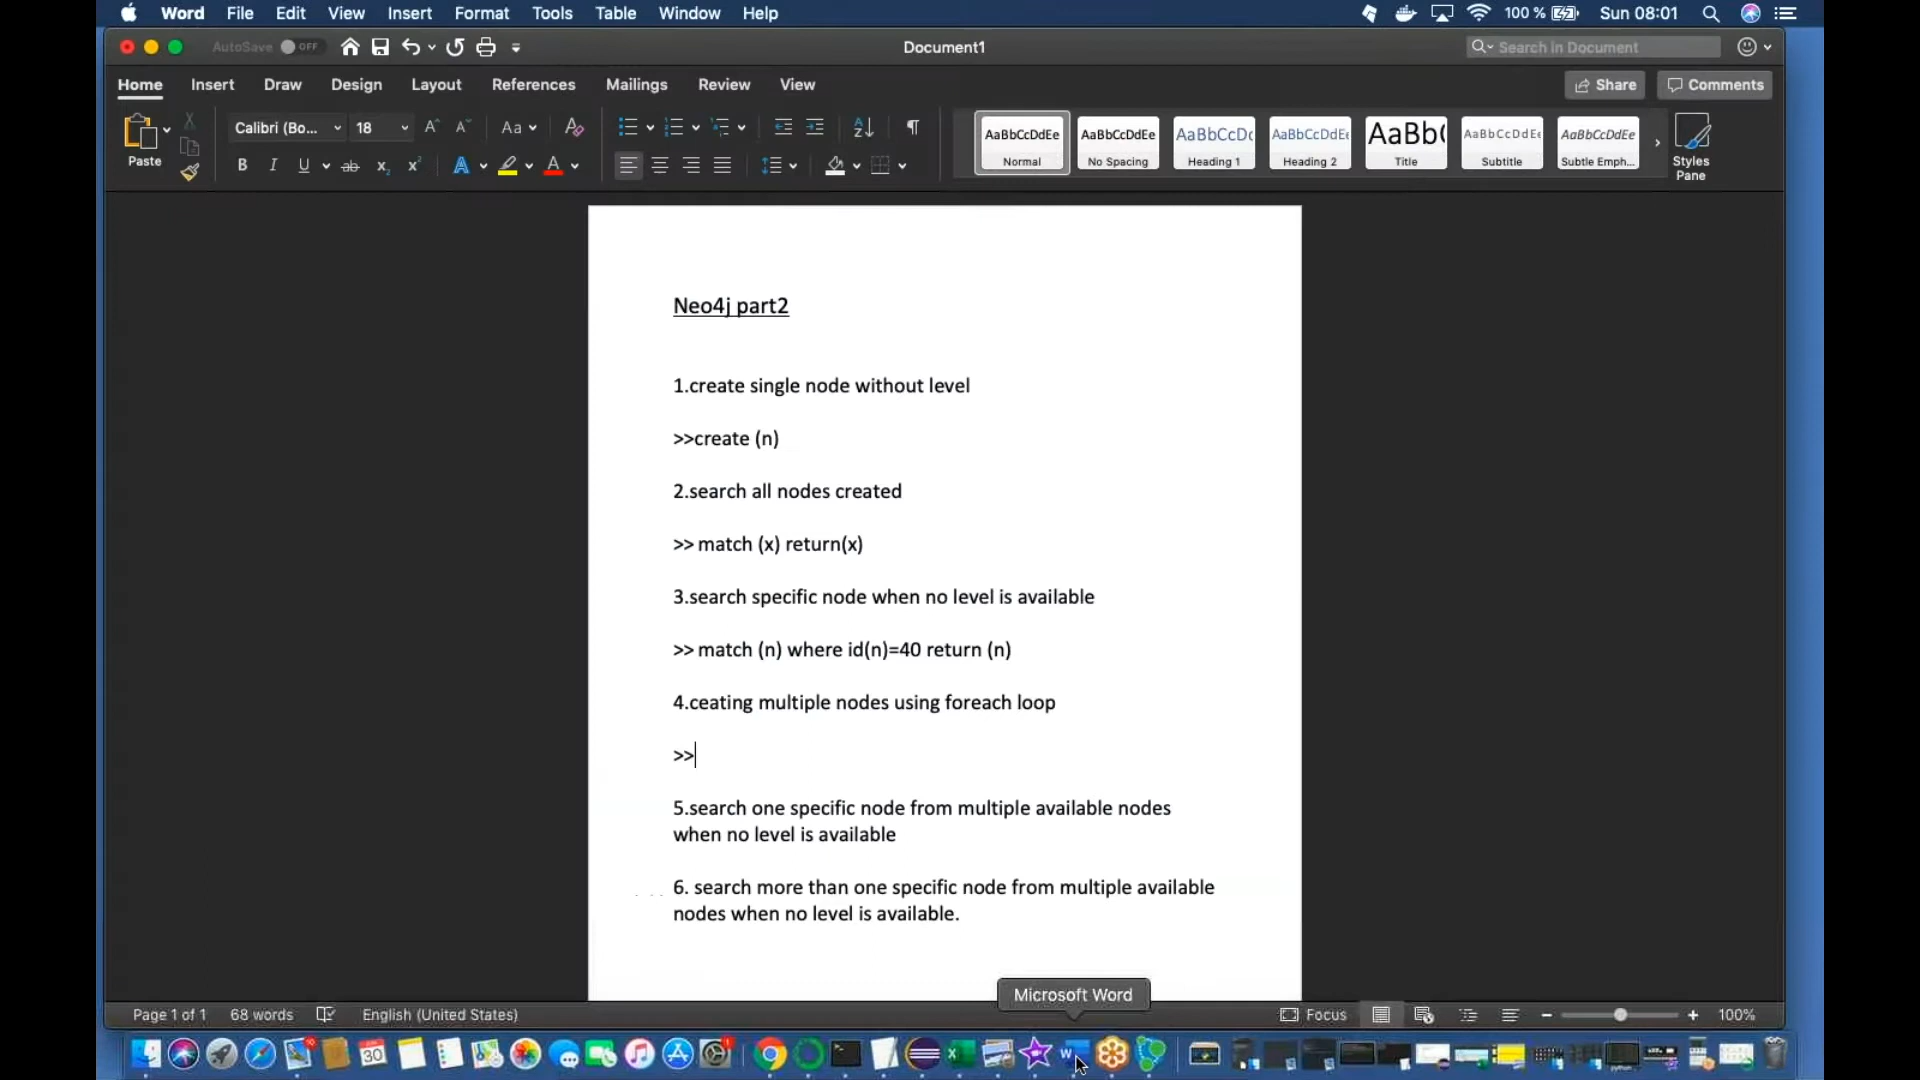 Word File Edit View Insert Format Tools Table Window Help 100 % Sun 08:01
AutoSave OFF Document1 Search in Document
Home Insert Draw Design Layout References Mailings Review View Share Comments
Paste Calibri (Bo... 18 Aa
AaBbCcDdEe AaBbCcDdEe AaBbCcDc AaBbCcDdEe AaBb( AaBbCcDdEe AaBbCcDdEe
Normal No Spacing Heading 1 Heading 2 Title Subtitle Subtle Emph... Styles Pane
Neo4j part2
1.create single node without level
>>create (n)
2.search all nodes created
>> match (x) return(x)
3.search specific node when no level is available
>> match (n) where id(n)=40 return (n)
4.ceating multiple nodes using foreach loop
>>
5.search one specific node from multiple available nodes
when no level is available
6. search more than one specific node from multiple available
nodes when no level is available.
Microsoft Word
Page 1 of 1 68 words English (United States) Focus 100%
30